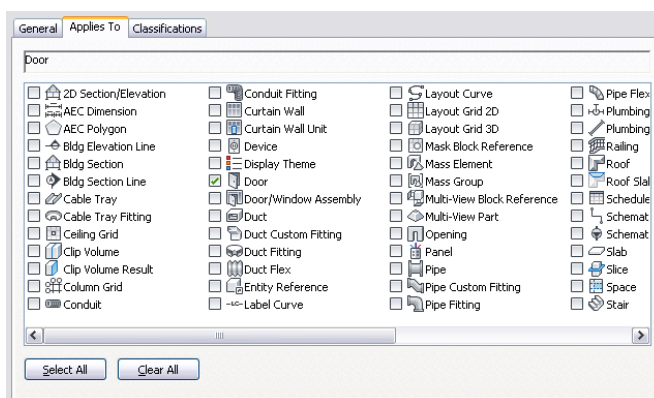 General Applies To Classifications
Door
2D Section/Elevation Conduit Fitting Layout Curve Pipe Flex
AEC Dimension Curtain Wall Layout Grid 2D Plumbing
AEC Polygon Curtain Wall Unit Layout Grid 3D Plumbing
Bldg Elevation Line Device Mask Block Reference Railing
Bldg Section Display Theme Mass Element Roof
Bldg Section Line Door Mass Group Roof Slal
Cable Tray Door/Window Assembly Multi-View Block Reference Schedule
Cable Tray Fitting Duct Multi-View Part Schemat
Ceiling Grid Duct Custom Fitting Opening Schemat
Clip Volume Duct Fitting Panel Slab
Clip Volume Result Duct Flex Pipe Slice
Column Grid Entity Reference Pipe Custom Fitting Space
Conduit Label Curve Pipe Fitting Stair
Select All Clear All